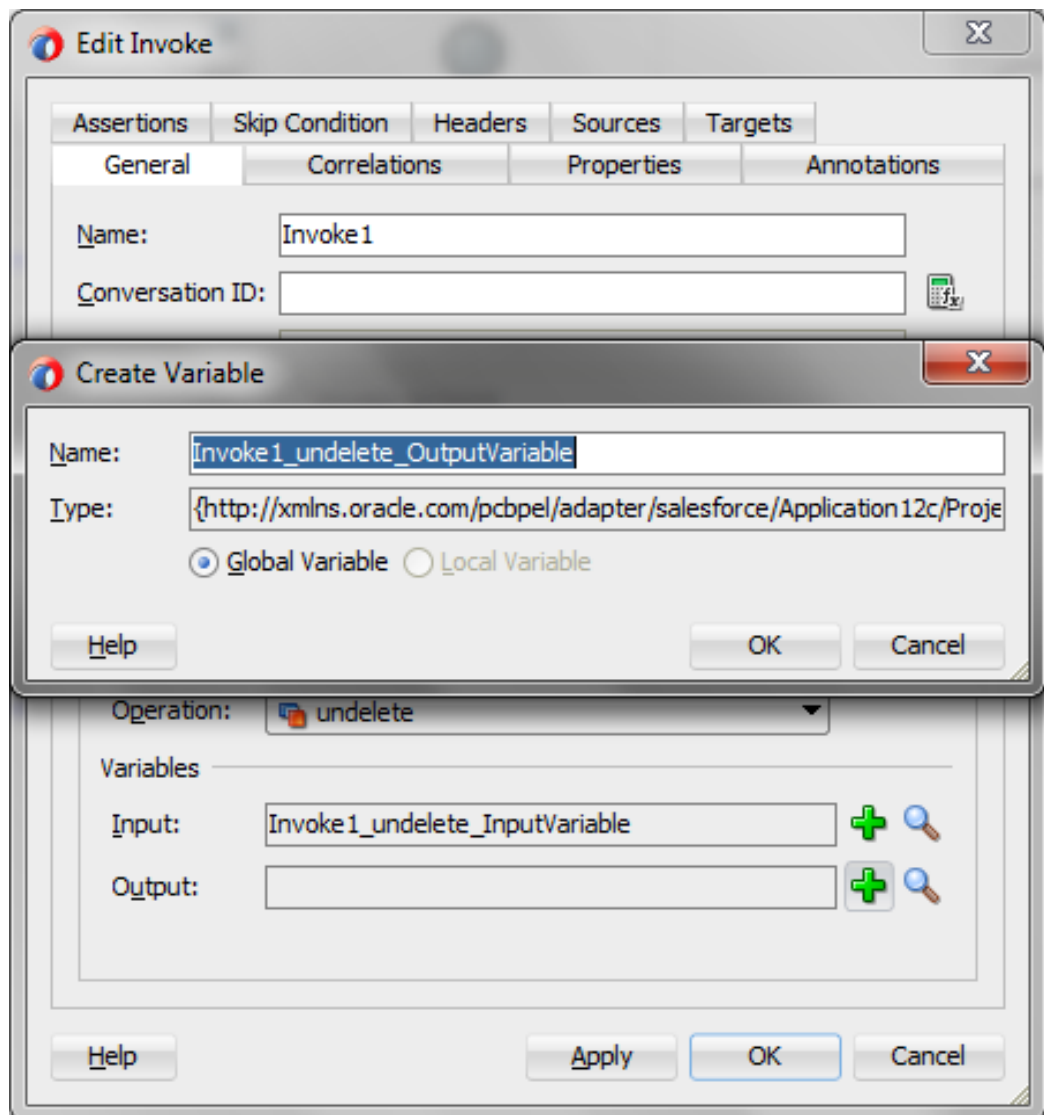 Edit Invoke
Assertions Skip Condition Headers Sources Targets
General Correlations Properties Annotations
Name: Invoke1
Conversation ID:
Create Variable
Name: Invoke1_undelete_OutputVariable
Type: {http://xmlns.oracle.com/pcbpel/adapter/salesforce/Application12c/Proje
Global Variable Local Variable
Help OK Cancel
Operation: undelete
Variables
Input: Invoke1_undelete_InputVariable
Output:
Help Apply OK Cancel